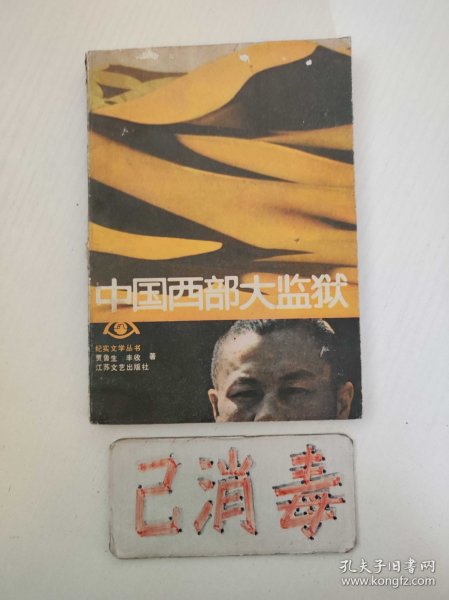 中国西部大监狱
纪实文学丛书
贾鲁生 丰收 著
江苏文艺出版社
已消毒
孔夫子旧书网
www.kongfz.com